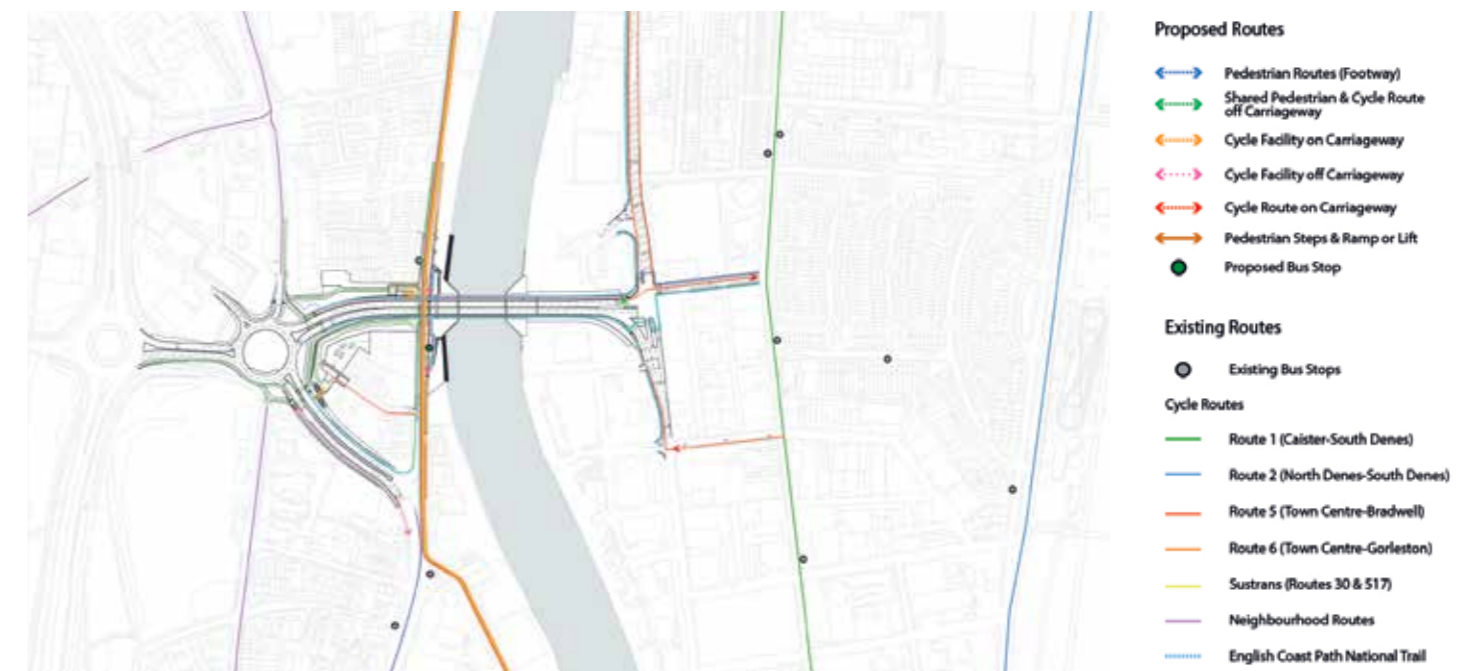 Proposed Routes
Pedestrian Routes (Footway)
Shared Pedestrian & Cycle Route
off Carriageway
Cycle Facility on Carriageway
Cycle Facility off Carriageway
Cycle Route on Carriageway
Pedestrian Steps & Ramp or Lift
Proposed Bus Stop
Existing Routes
Existing Bus Stops
Cycle Routes
Route 1 (Caister-South Denes)
Route 2 (North Denes-South Denes)
Route 5 (Town Centre-Bradwell)
Route 6 (Town Centre-Gorleston)
Sustrans (Routes 30 & 517)
Neighbourhood Routes
English Coast Path National Trail